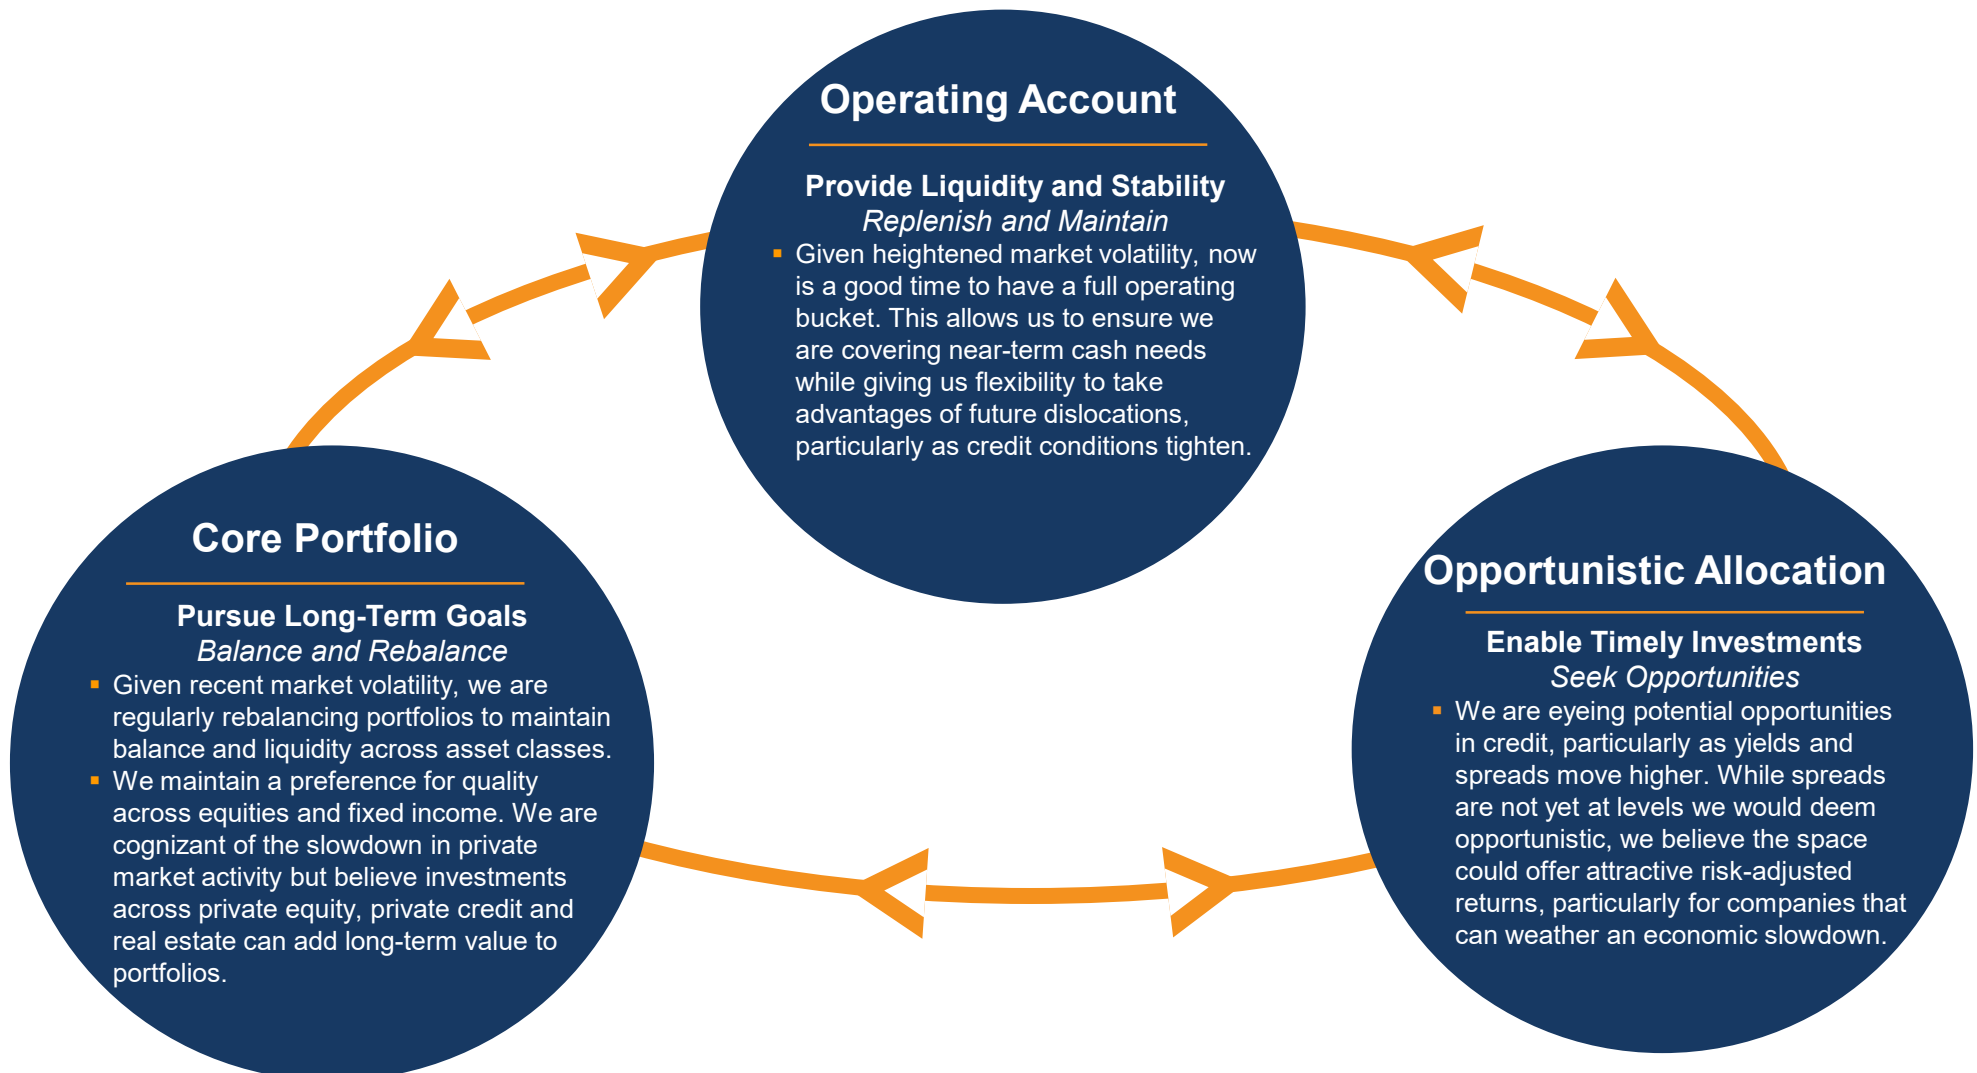 Operating Account
Provide Liquidity and Stability
Replenish and Maintain
▪ Given heightened market volatility, now
is a good time to have a full operating
bucket. This allows us to ensure we
are covering near-term cash needs
while giving us flexibility to take
advantages of future dislocations,
particularly as credit conditions tighten.
Core Portfolio
Pursue Long-Term Goals
Balance and Rebalance
▪ Given recent market volatility, we are
regularly rebalancing portfolios to maintain
balance and liquidity across asset classes.
▪ We maintain a preference for quality
across equities and fixed income. We are
cognizant of the slowdown in private
market activity but believe investments
across private equity, private credit and
real estate can add long-term value to
portfolios.
Opportunistic Allocation
Enable Timely Investments
Seek Opportunities
▪ We are eyeing potential opportunities
in credit, particularly as yields and
spreads move higher. While spreads
are not yet at levels we would deem
opportunistic, we believe the space
could offer attractive risk-adjusted
returns, particularly for companies that
can weather an economic slowdown.